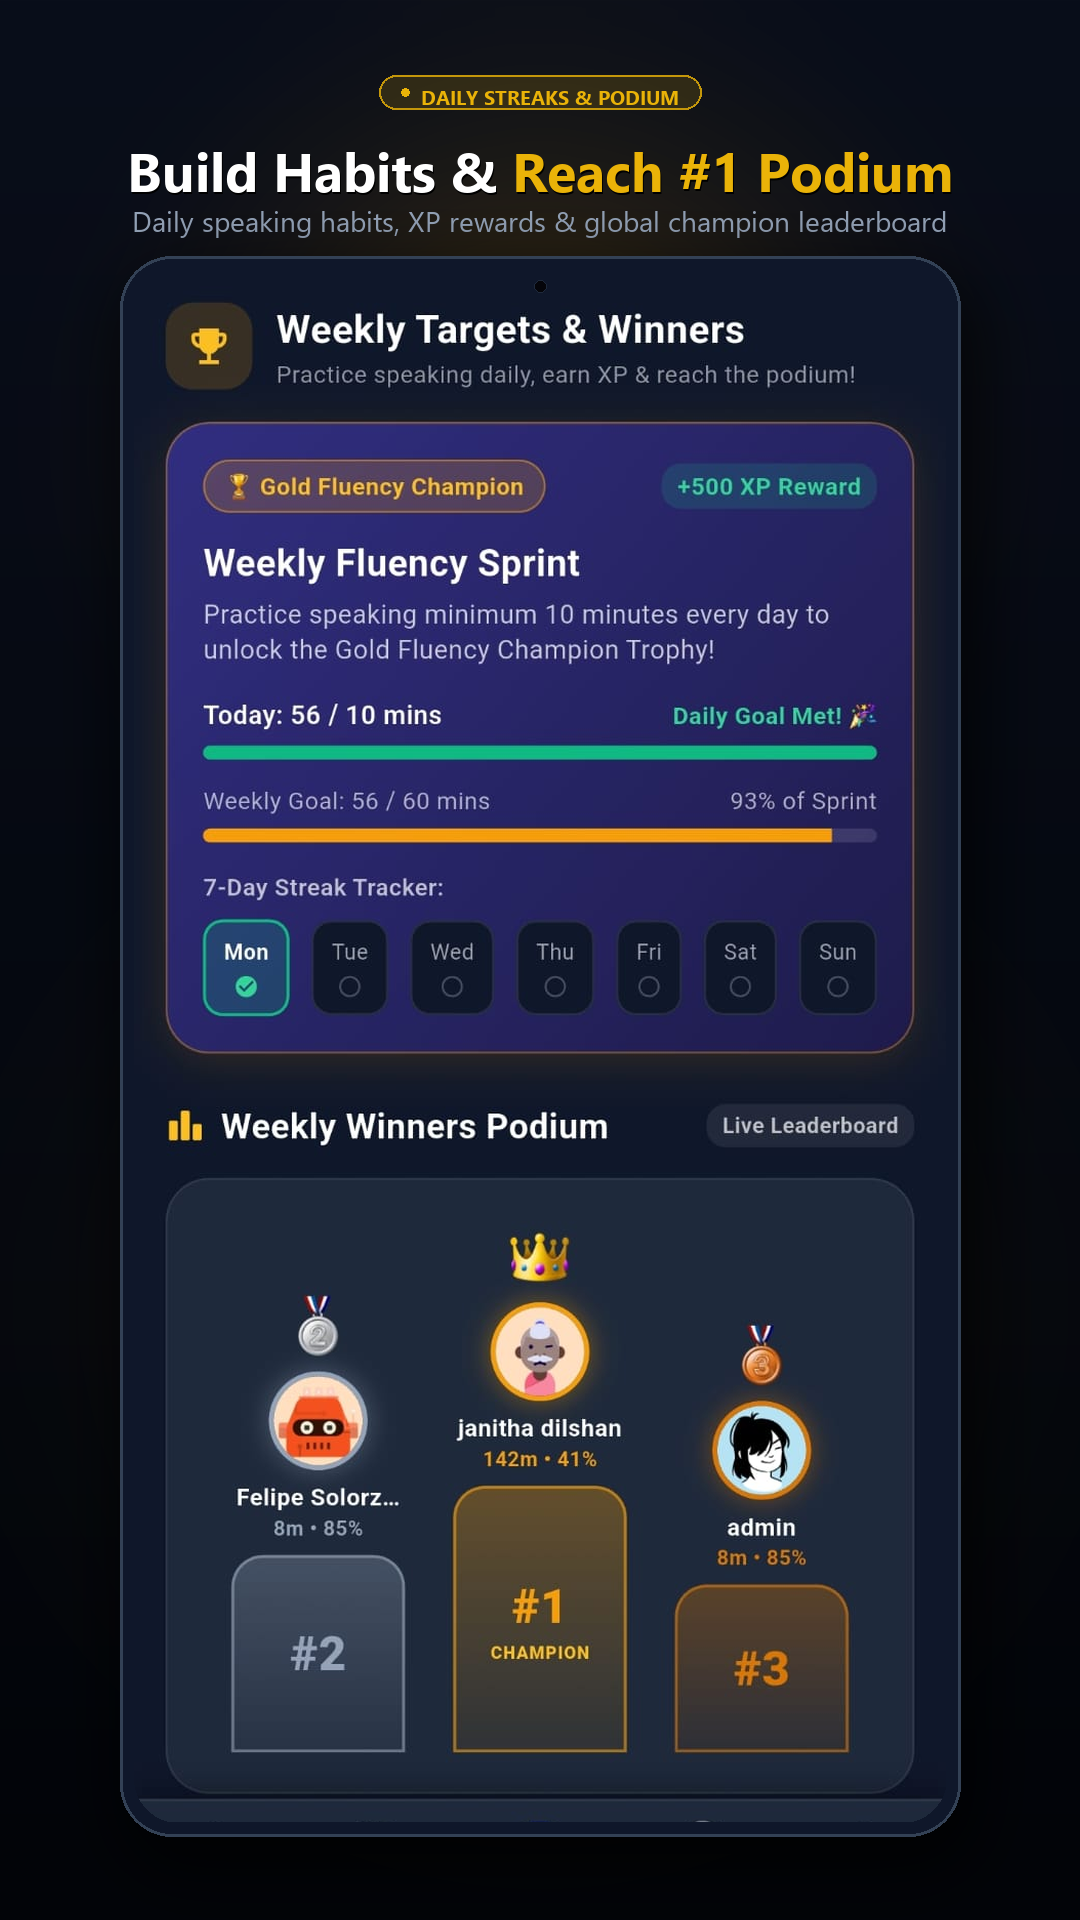 DAILY STREAKS & PODIUM
Build Habits & Reach #1 Podium
Daily speaking habits, XP rewards & global champion leaderboard
Weekly Targets & Winners
Practice speaking daily, earn XP & reach the podium!
🏆 Gold Fluency Champion
+500 XP Reward
Weekly Fluency Sprint
Practice speaking minimum 10 minutes every day to
unlock the Gold Fluency Champion Trophy!
Today: 56 / 10 mins
Daily Goal Met! 🎉
Weekly Goal: 56 / 60 mins
93% of Sprint
7-Day Streak Tracker:
Mon Tue Wed Thu Fri Sat Sun
Weekly Winners Podium
Live Leaderboard
2
3
janitha dilshan
142m • 41%
Felipe Solorz...
8m • 85%
admin
8m • 85%
#1
CHAMPION
#2
#3